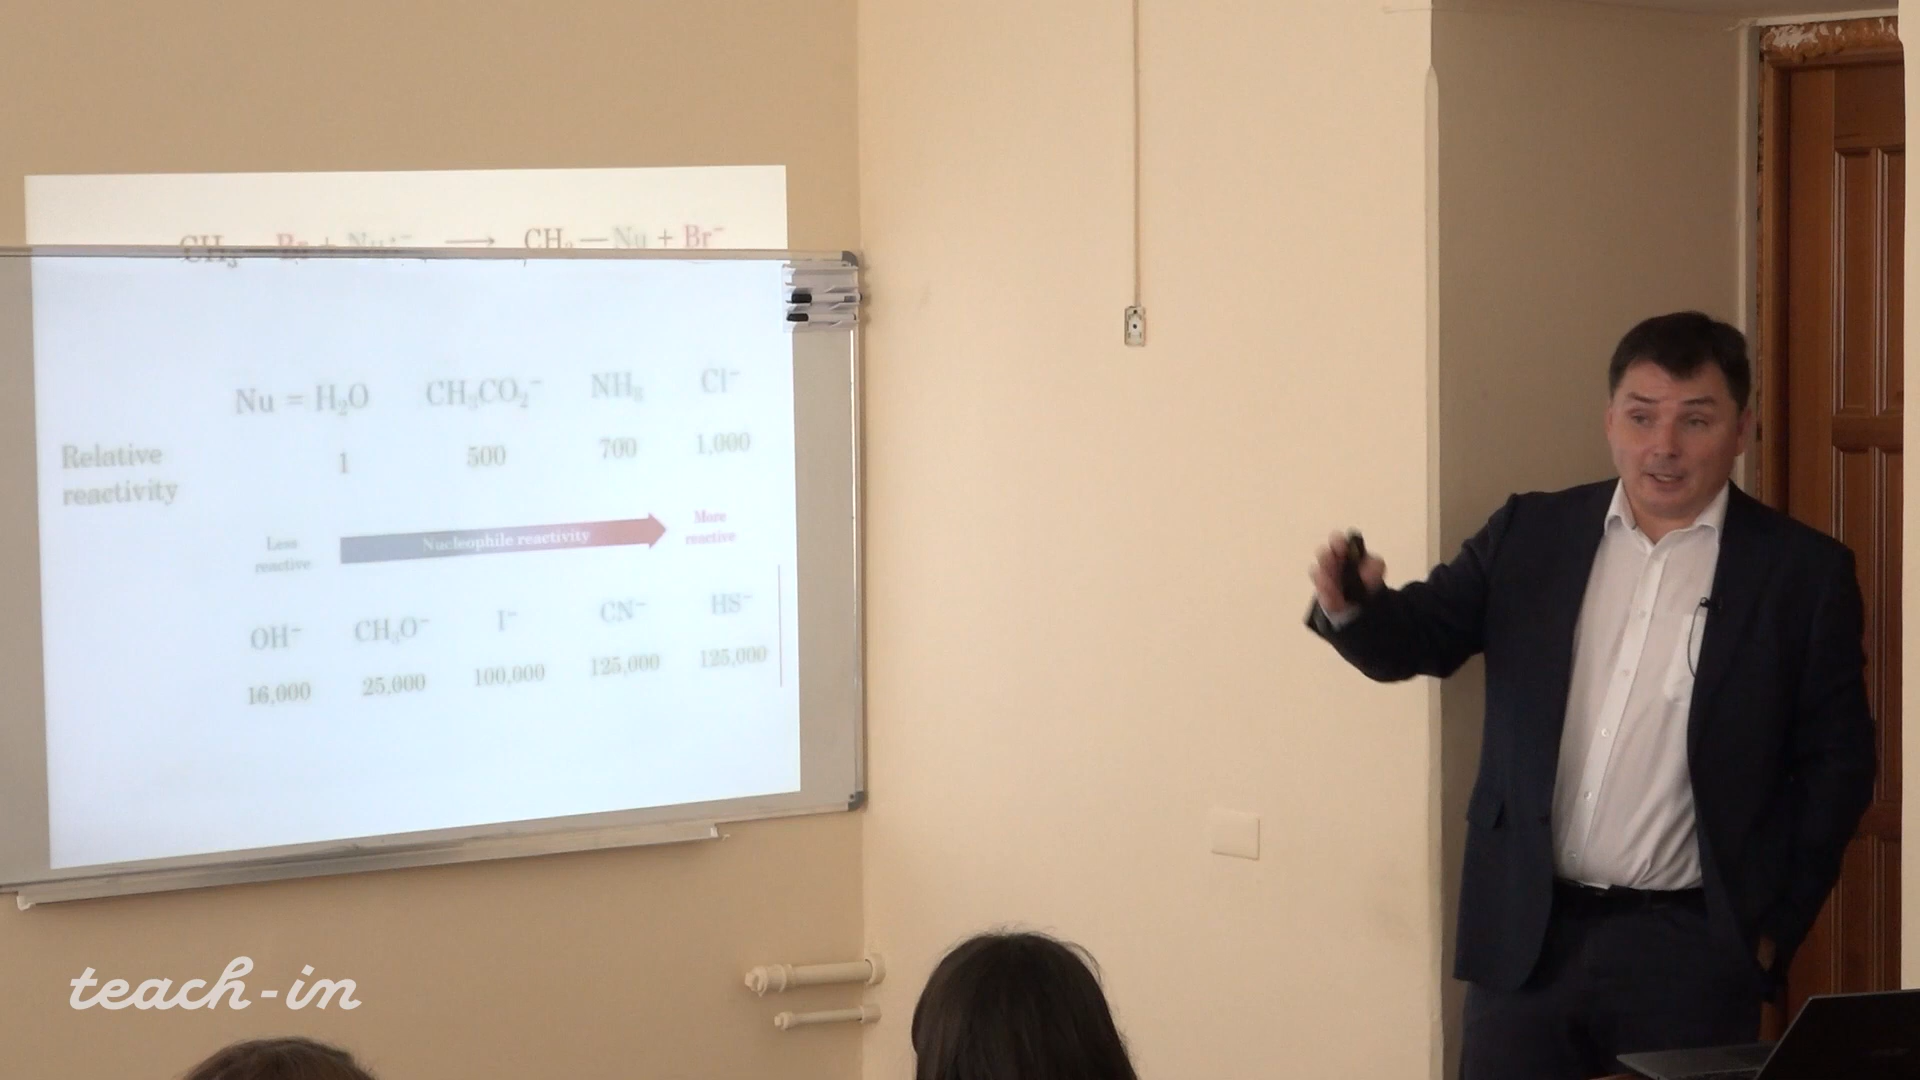 CH₃—Br + Nu:⁻ ⟶ CH₃—Nu + Br⁻
Nu = H₂O CH₃CO₂⁻ NH₃ Cl⁻
Relative reactivity 1 500 700 1,000
Less reactive Nucleophile reactivity More reactive
OH⁻ CH₃O⁻ I⁻ CN⁻ HS⁻
16,000 25,000 100,000 125,000 125,000
teach-in